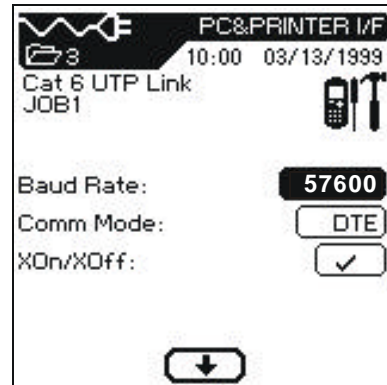 PC&PRINTER I/F
3 10:00 03/13/1999
Cat 6 UTP Link
JOB1
Baud Rate: 57600
Comm Mode: DTE
XOn/XOff: ✓